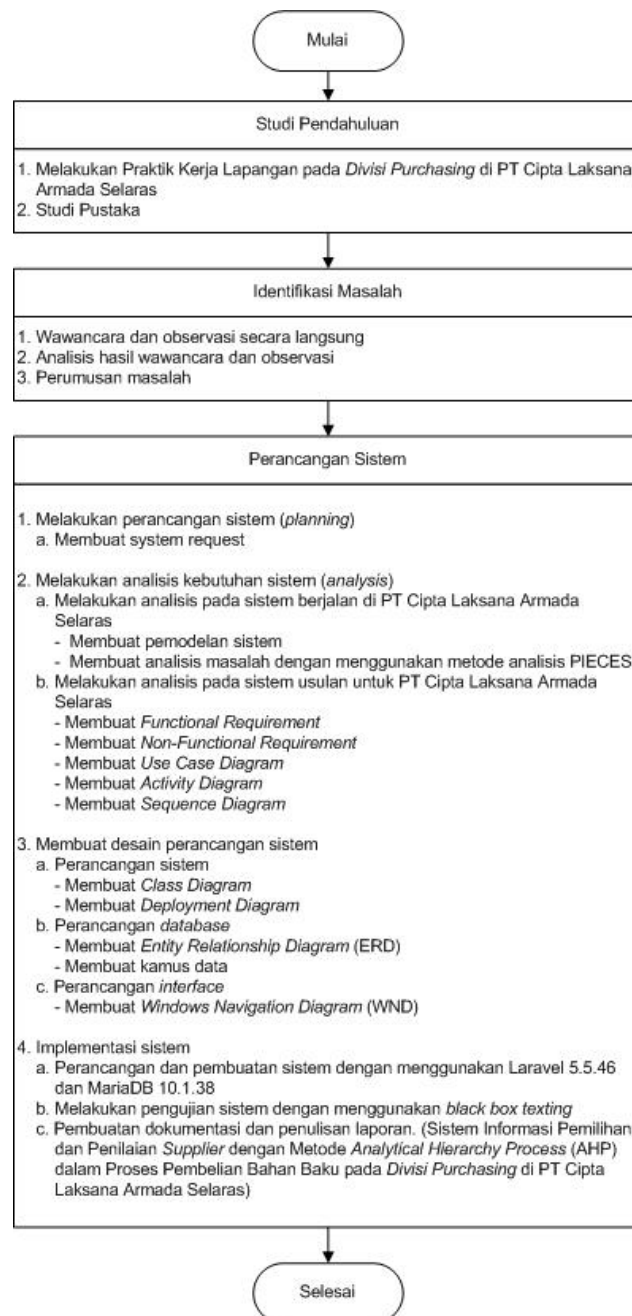 Mulai
Studi Pendahuluan
1. Melakukan Praktik Kerja Lapangan pada Divisi Purchasing di PT Cipta Laksana
Armada Selaras
2. Studi Pustaka
Identifikasi Masalah
1. Wawancara dan observasi secara langsung
2. Analisis hasil wawancara dan observasi
3. Perumusan masalah
Perancangan Sistem
1. Melakukan perancangan sistem (planning)
a. Membuat system request
2. Melakukan analisis kebutuhan sistem (analysis)
a. Melakukan analisis pada sistem berjalan di PT Cipta Laksana Armada
Selaras
- Membuat pemodelan sistem
- Membuat analisis masalah dengan menggunakan metode analisis PIECES
b. Melakukan analisis pada sistem usulan untuk PT Cipta Laksana Armada
Selaras
- Membuat Functional Requirement
- Membuat Non-Functional Requirement
- Membuat Use Case Diagram
- Membuat Activity Diagram
- Membuat Sequence Diagram
3. Membuat desain perancangan sistem
a. Perancangan sistem
- Membuat Class Diagram
- Membuat Deployment Diagram
b. Perancangan database
- Membuat Entity Relationship Diagram (ERD)
- Membuat kamus data
c. Perancangan interface
- Membuat Windows Navigation Diagram (WND)
4. Implementasi sistem
a. Perancangan dan pembuatan sistem dengan menggunakan Laravel 5.5.46
dan MariaDB 10.1.38
b. Melakukan pengujian sistem dengan menggunakan black box texting
c. Pembuatan dokumentasi dan penulisan laporan. (Sistem Informasi Pemilihan
dan Penilaian Supplier dengan Metode Analytical Hierarchy Process (AHP)
dalam Proses Pembelian Bahan Baku pada Divisi Purchasing di PT Cipta
Laksana Armada Selaras)
Selesai